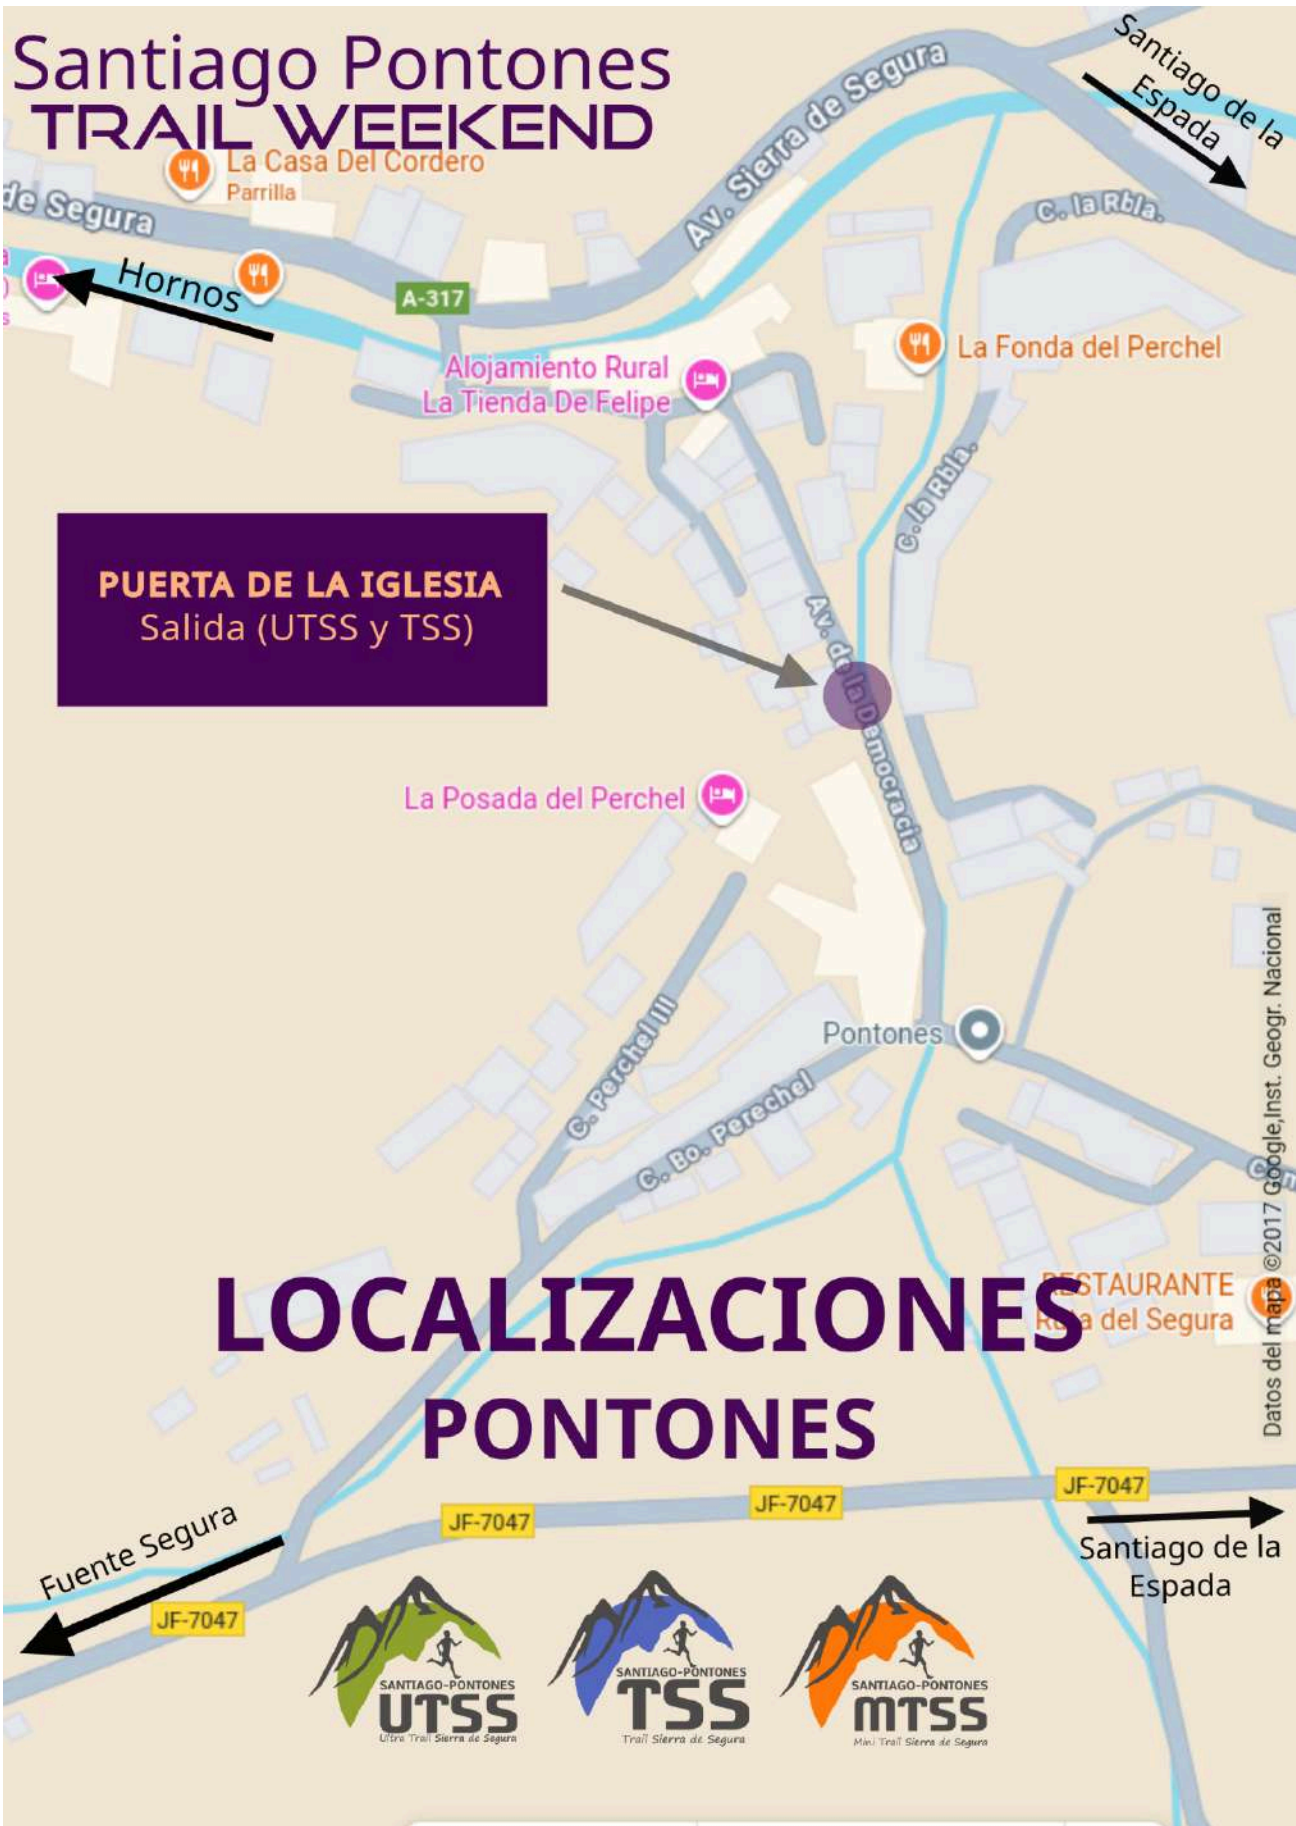 Santiago Pontones
TRAIL WEEKEND
Santiago de la
Espada
La Casa Del Cordero
Parrilla
de Segura
Av. Sierra de Segura
C. la Rbla.
Hornos
A-317
La Fonda del Perchel
Alojamiento Rural
La Tienda De Felipe
C. la Rbla.
PUERTA DE LA IGLESIA
Salida (UTSS y TSS)
Av. de la Democracia
La Posada del Perchel
C. Perchel III
Pontones
C. Bo. Perechel
Datos del mapa ©2017 Google,Inst. Geogr. Nacional
LOCALIZACIONES
RESTAURANTE
Ruta del Segura
PONTONES
JF-7047
JF-7047
JF-7047
Fuente Segura
Santiago de la
Espada
JF-7047
SANTIAGO-PONTONES
UTSS
Ultra Trail Sierra de Segura
SANTIAGO-PONTONES
TSS
Trail Sierra de Segura
SANTIAGO-PONTONES
MTSS
Mini Trail Sierra de Segura